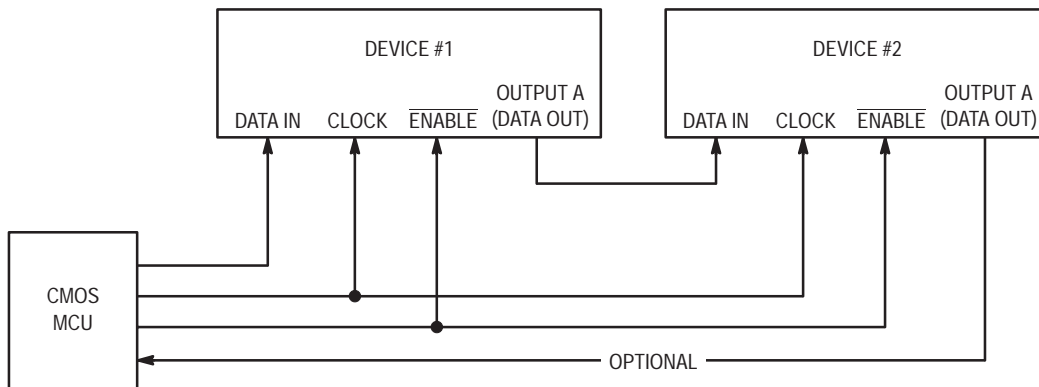 DEVICE #1
DATA IN CLOCK ENABLE OUTPUT A (DATA OUT)
DEVICE #2
DATA IN CLOCK ENABLE OUTPUT A (DATA OUT)
CMOS
MCU
OPTIONAL